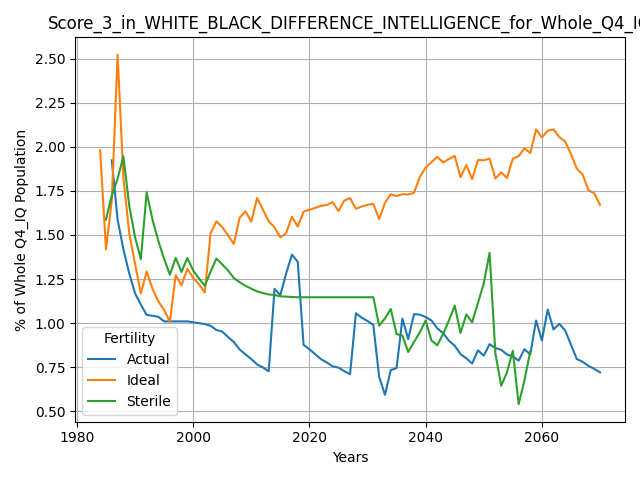 Score_3_in_WHITE_BLACK_DIFFERENCE_INTELLIGENCE_for_Whole_Q4_IQ
2.50
2.25
2.00
1.75
1.50
1.25
1.00
0.75
0.50
% of Whole Q4_IQ Population
Fertility
Actual
Ideal
Sterile
1980
2000
2020
2040
2060
Years